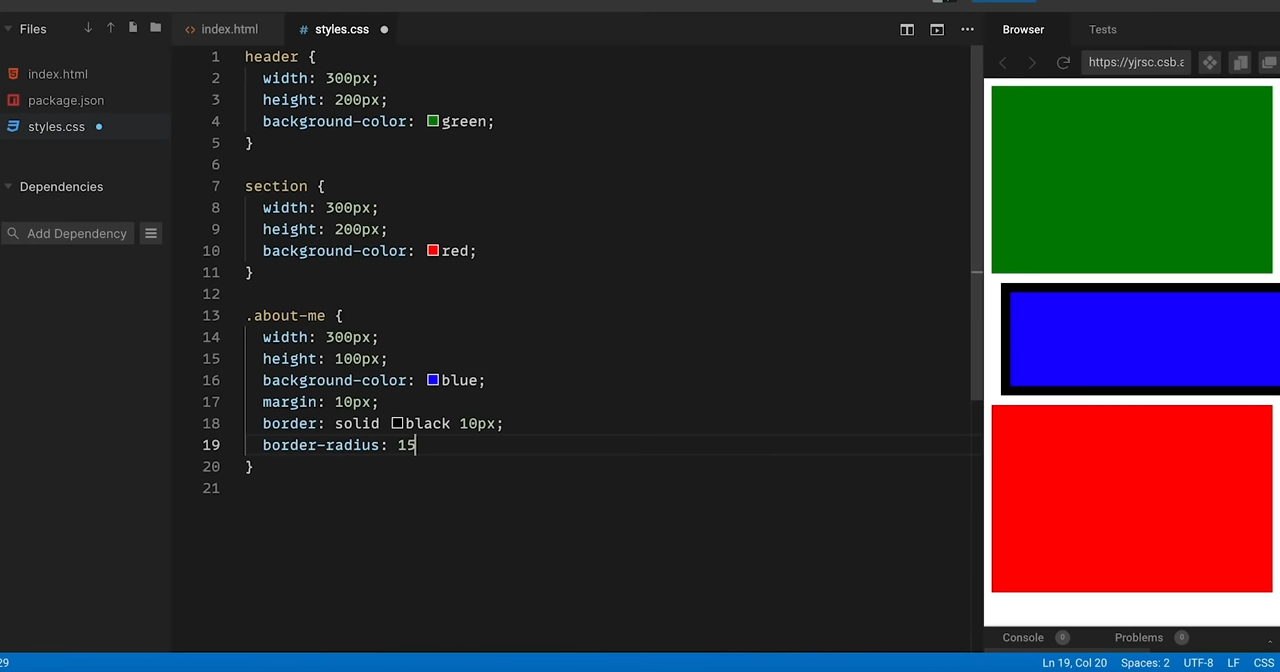 Files
index.html
package.json
styles.css
Dependencies
Add Dependency
index.html
styles.css
1 header {
2 width: 300px;
3 height: 200px;
4 background-color: green;
5 }
6
7 section {
8 width: 300px;
9 height: 200px;
10 background-color: red;
11 }
12
13 .about-me {
14 width: 300px;
15 height: 100px;
16 background-color: blue;
17 margin: 10px;
18 border: solid black 10px;
19 border-radius: 15
20 }
21
Browser Tests
https://yjrsc.csb.a
Console 0 Problems 0
29 Ln 19, Col 20 Spaces: 2 UTF-8 LF CSS